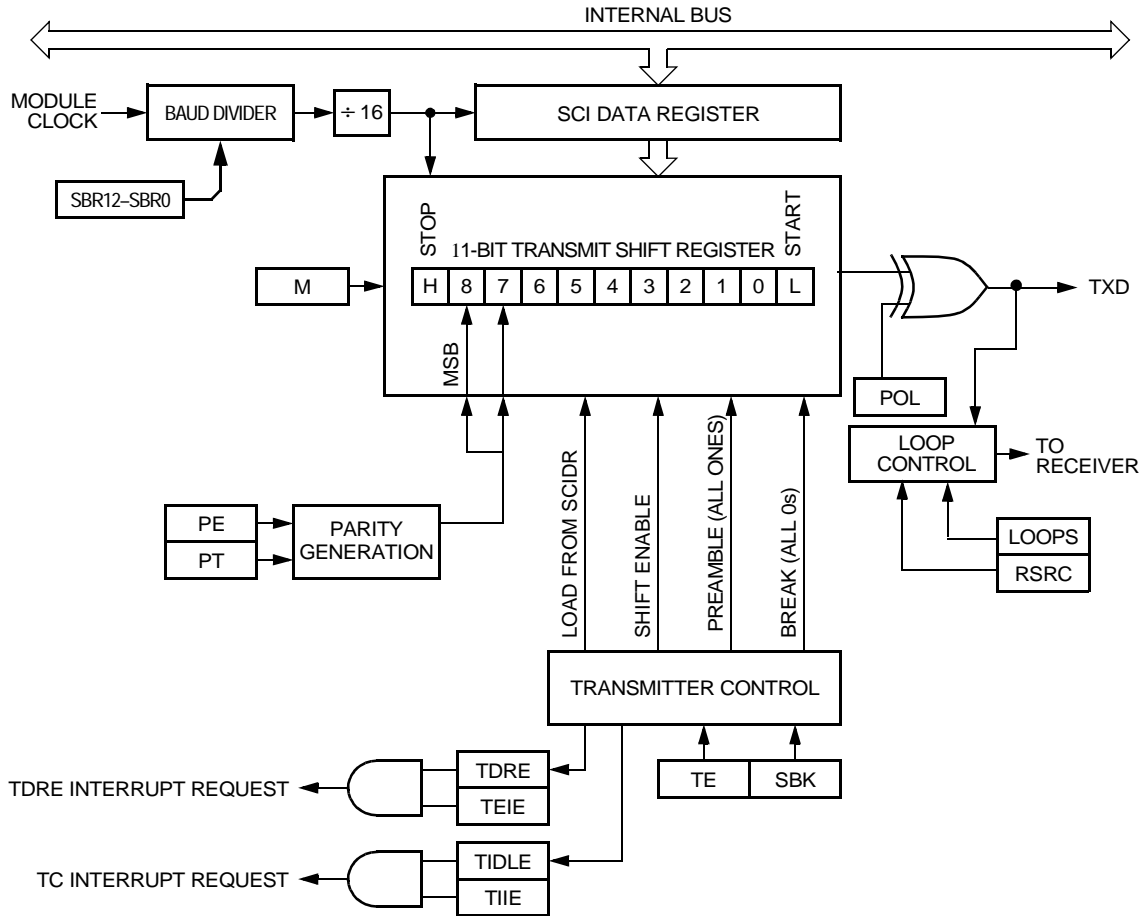 INTERNAL BUS
MODULE
CLOCK
BAUD DIVIDER
÷ 16
SCI DATA REGISTER
SBR12–SBR0
STOP
11-BIT TRANSMIT SHIFT REGISTER
START
M
H 8 7 6 5 4 3 2 1 0 L
TXD
MSB
POL
LOOP
CONTROL
TO
RECEIVER
LOAD FROM SCIDR
SHIFT ENABLE
PREAMBLE (ALL ONES)
BREAK (ALL 0s)
PE
PT
PARITY
GENERATION
LOOPS
RSRC
TRANSMITTER CONTROL
TDRE INTERRUPT REQUEST
TDRE
TEIE
TE
SBK
TC INTERRUPT REQUEST
TIDLE
TIIE